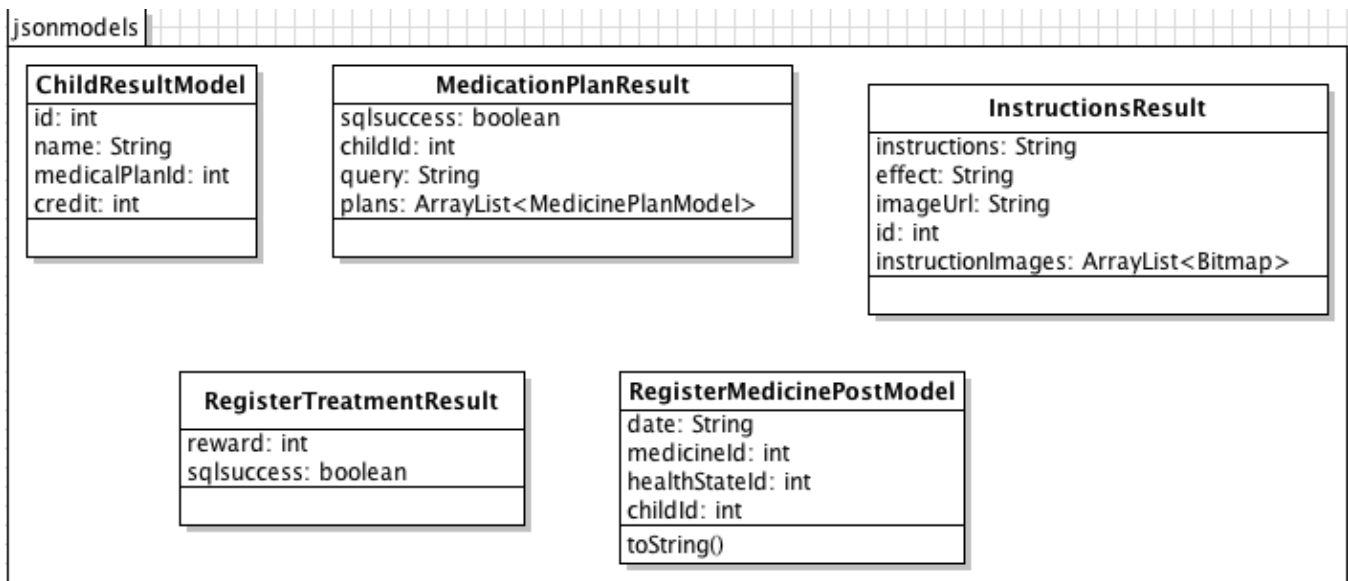 jsonmodels
ChildResultModel
id: int
name: String
medicalPlanId: int
credit: int
MedicationPlanResult
sqlsuccess: boolean
childId: int
query: String
plans: ArrayList<MedicinePlanModel>
InstructionsResult
instructions: String
effect: String
imageUrl: String
id: int
instructionImages: ArrayList<Bitmap>
RegisterTreatmentResult
reward: int
sqlsuccess: boolean
RegisterMedicinePostModel
date: String
medicineId: int
healthStateId: int
childId: int
toString()